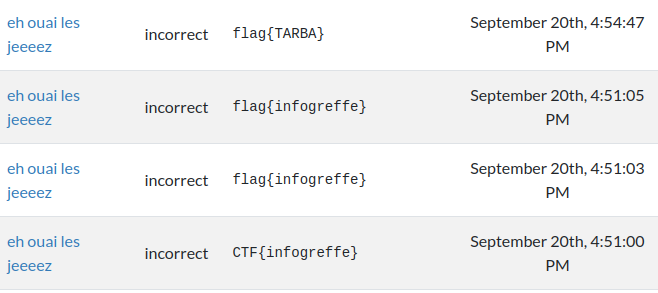 eh ouai les
jeeeez
incorrect
flag{TARBA}
September 20th, 4:54:47
PM
eh ouai les
jeeeez
incorrect
flag{infogreffe}
September 20th, 4:51:05
PM
eh ouai les
jeeeez
incorrect
flag{infogreffe}
September 20th, 4:51:03
PM
eh ouai les
jeeeez
incorrect
CTF{infogreffe}
September 20th, 4:51:00
PM